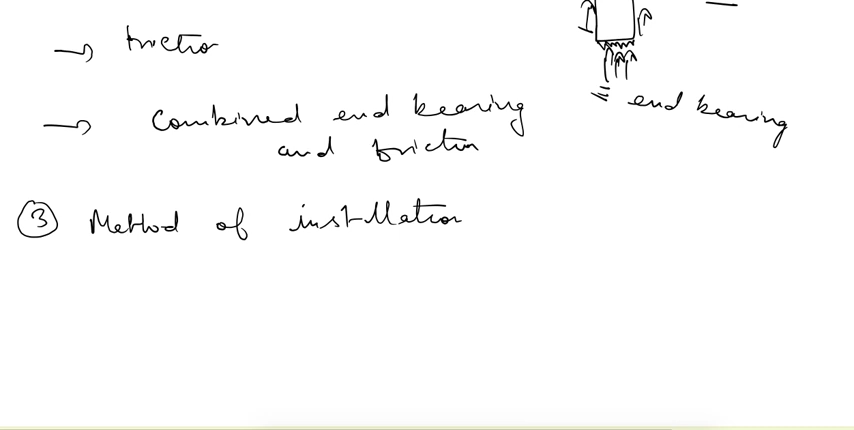 → friction
→ Combined end bearing
and friction
end bearing
③ Method of installation